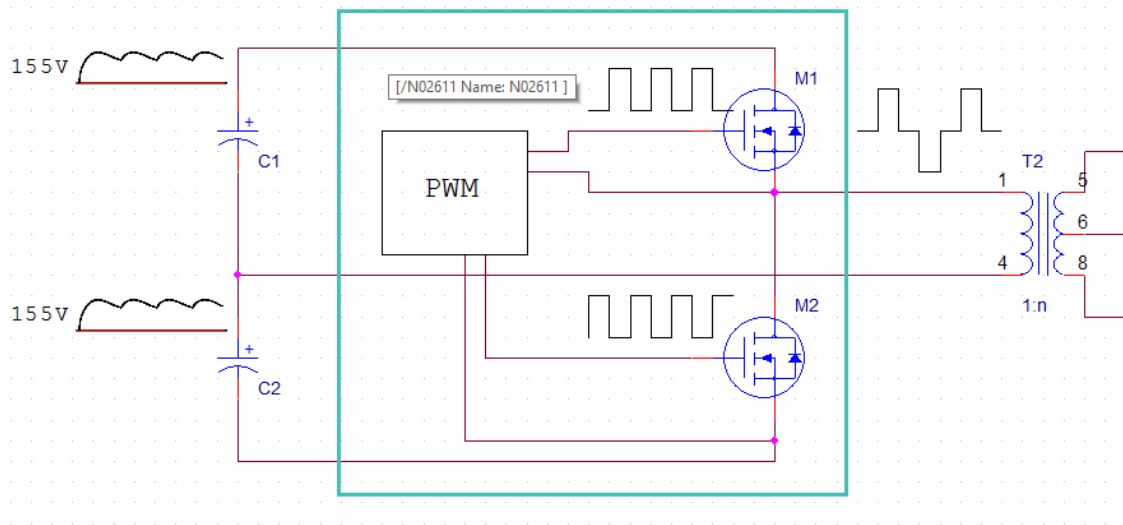 155V
[/N02611 Name: N02611 ]
M1
+
C1
PWM
T2
1
5
6
4
8
1:n
155V
M2
+
C2